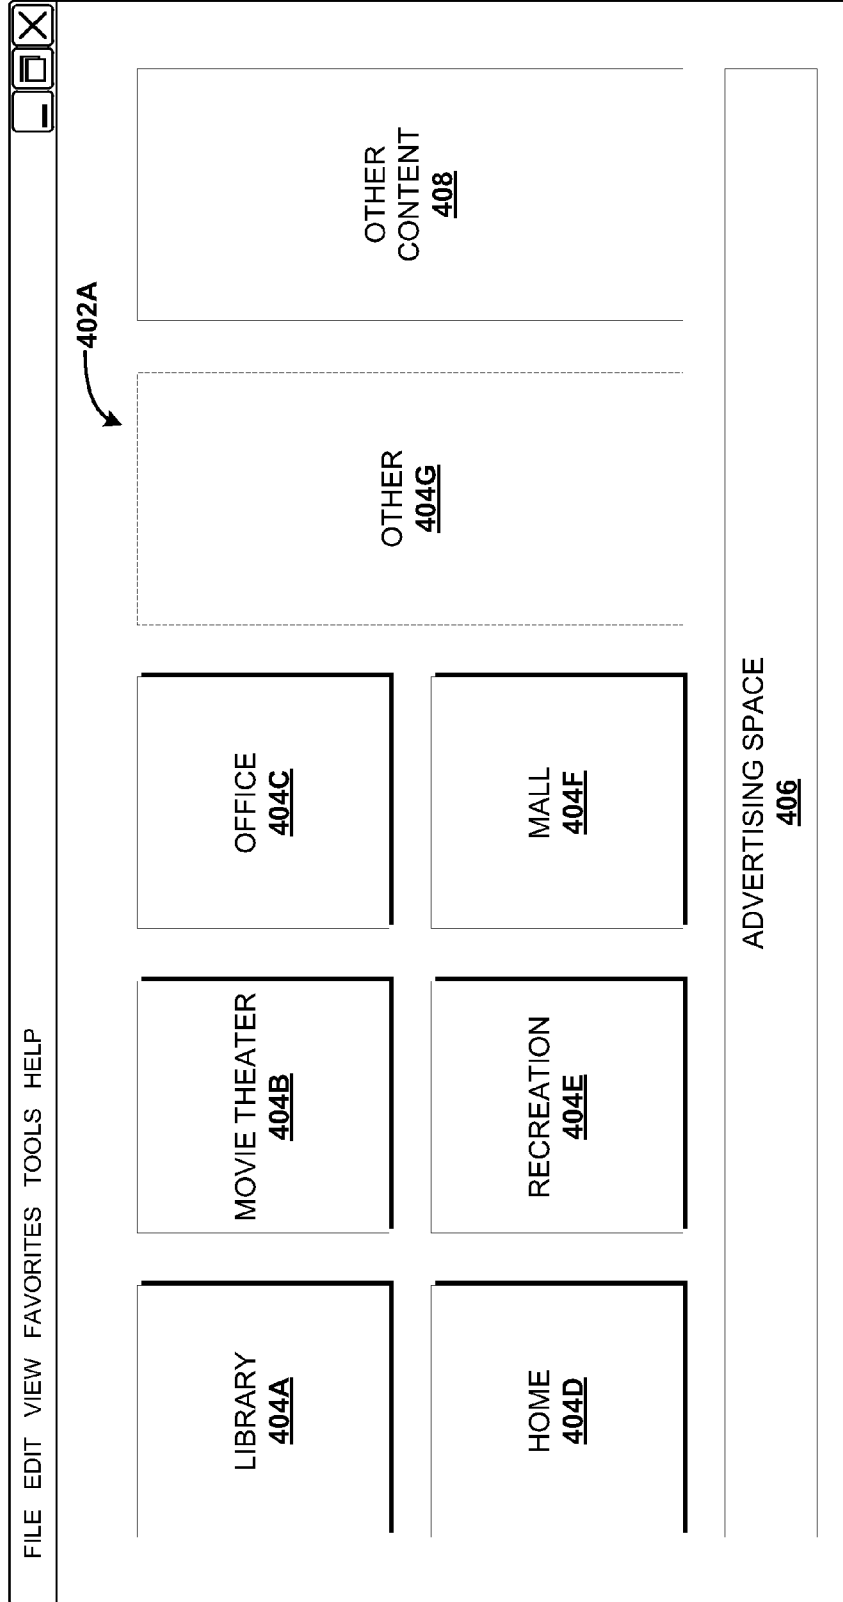 FILE EDIT VIEW FAVORITES TOOLS HELP
402A
LIBRARY
404A
MOVIE THEATER
404B
OFFICE
404C
OTHER
404G
OTHER
CONTENT
408
HOME
404D
RECREATION
404E
MALL
404F
ADVERTISING SPACE
406